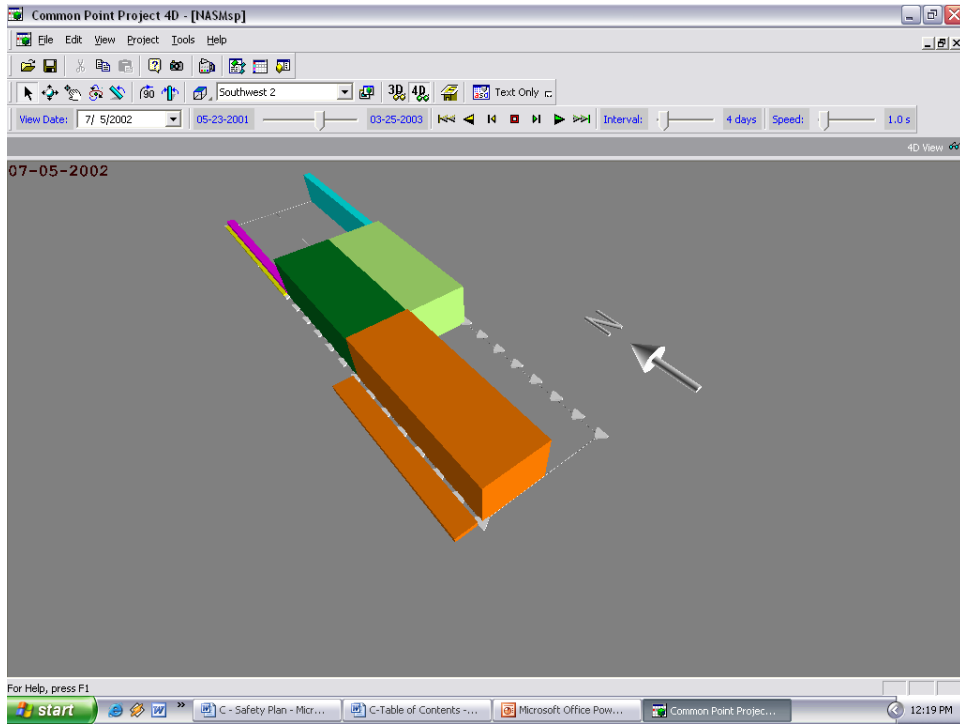 Common Point Project 4D - [NASMsp]
File Edit View Project Tools Help
Southwest 2 3D 4D asd Text Only
View Date: 7/ 5/2002 05-23-2001 03-25-2003 Interval: 4 days Speed: 1.0 s
4D View
07-05-2002
N
For Help, press F1
start W » C - Safety Plan - Micr... C-Table of Contents -... Microsoft Office Pow... Common Point Projec... 12:19 PM